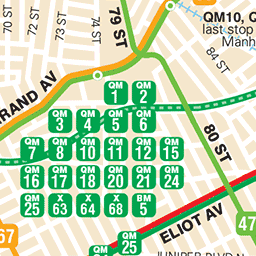 QM10, Q
last stop
Manh
72 ST
73 ST
74 ST
75 ST
79 ST
84 ST
RAND AV
QM 1
QM 2
QM 3
QM 4
QM 5
QM 6
QM 7
QM 8
QM 10
QM 11
QM 12
QM 15
QM 16
QM 17
QM 18
QM 20
QM 21
QM 24
QM 25
X 63
X 64
X 68
BM 5
80 ST
ELIOT AV
47
67
QM 25